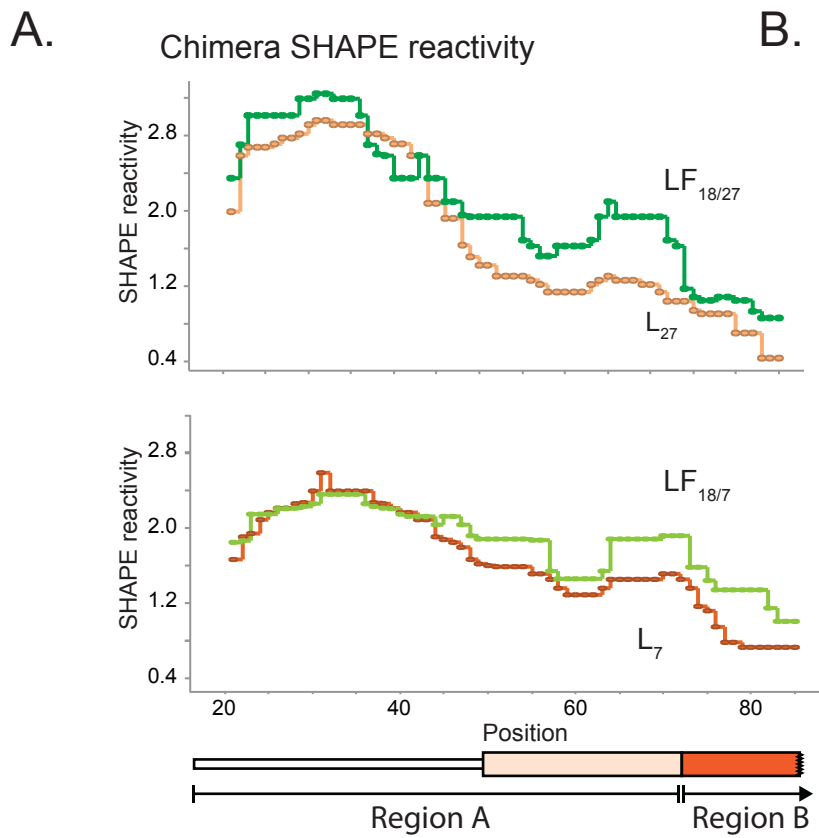 A.
B.
Chimera SHAPE reactivity
SHAPE reactivity
2.8
2.0
1.2
0.4
LF18/27
L27
SHAPE reactivity
2.8
2.0
1.2
0.4
LF18/7
L7
20 40 60 80
Position
Region A Region B